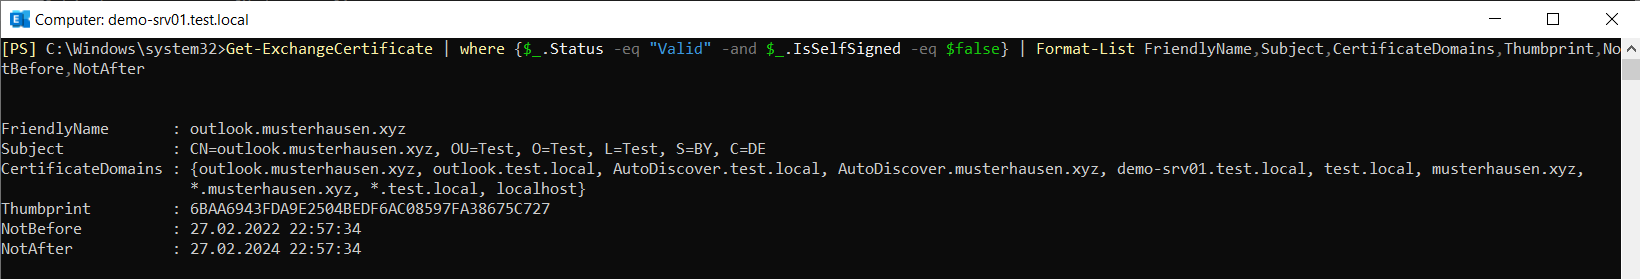 Computer: demo-srv01.test.local
[PS] C:\Windows\system32>Get-ExchangeCertificate | where {$_.Status -eq "Valid" -and $_.IsSelfSigned -eq $false} | Format-List FriendlyName,Subject,CertificateDomains,Thumbprint,No
tBefore,NotAfter
FriendlyName       : outlook.musterhausen.xyz
Subject            : CN=outlook.musterhausen.xyz, OU=Test, O=Test, L=Test, S=BY, C=DE
CertificateDomains : {outlook.musterhausen.xyz, outlook.test.local, AutoDiscover.test.local, AutoDiscover.musterhausen.xyz, demo-srv01.test.local, test.local, musterhausen.xyz,
                     *.musterhausen.xyz, *.test.local, localhost}
Thumbprint         : 6BAA6943FDA9E2504BEDF6AC08597FA38675C727
NotBefore          : 27.02.2022 22:57:34
NotAfter           : 27.02.2024 22:57:34